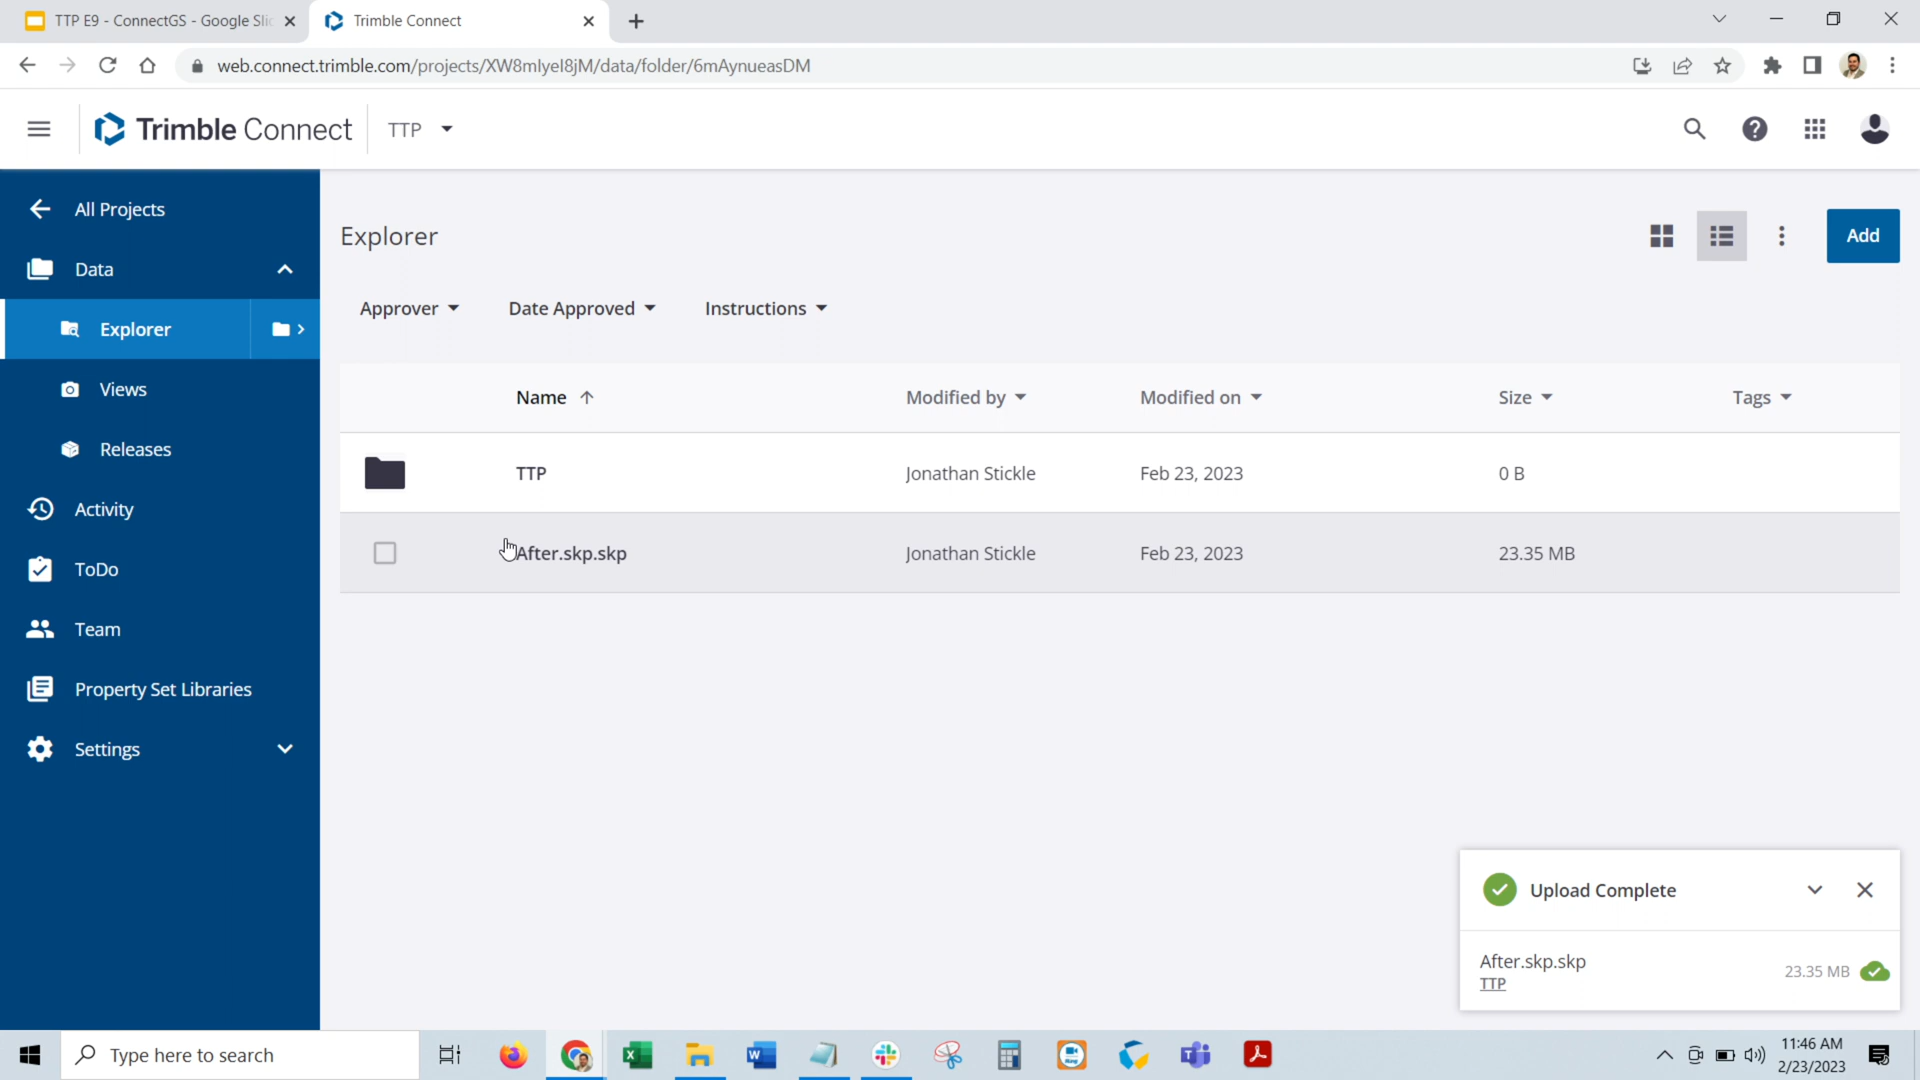 TTP E9 - ConnectGS - Google Slic
Trimble Connect
web.connect.trimble.com/projects/XW8mlyeI8jM/data/folder/6mAynueasDM
Trimble Connect
TTP
All Projects
Data
Explorer
Views
Releases
Activity
ToDo
Team
Property Set Libraries
Settings
Explorer
Add
Approver
Date Approved
Instructions
Name
Modified by
Modified on
Size
Tags
TTP
Jonathan Stickle
Feb 23, 2023
0 B
After.skp.skp
Jonathan Stickle
Feb 23, 2023
23.35 MB
Upload Complete
After.skp.skp
TTP
23.35 MB
Type here to search
11:46 AM
2/23/2023